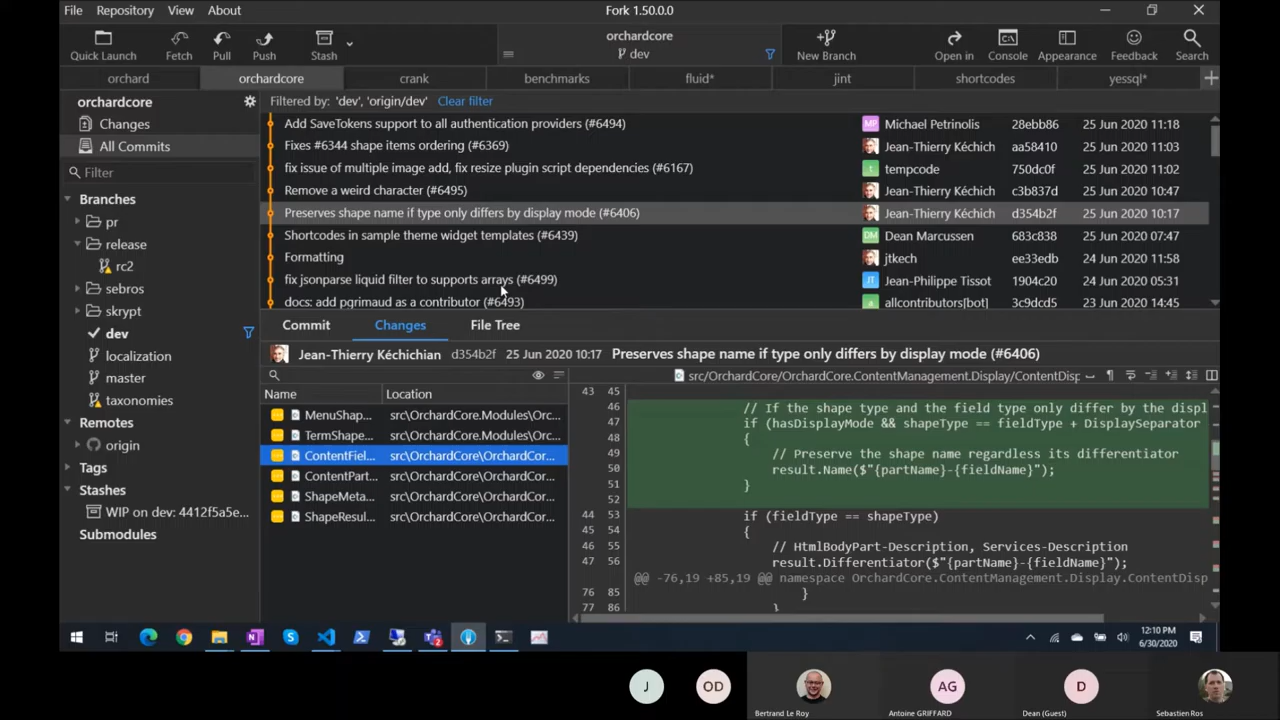 File Repository View About
Fork 1.50.0.0
Quick Launch
Fetch
Pull
Push
Stash
orchardcore
dev
New Branch
Open in
Console
Appearance
Feedback
Search
orchard
orchardcore
crank
benchmarks
fluid*
jint
shortcodes
yessql*
orchardcore
Changes
All Commits
Filter
Branches
pr
release
rc2
sebros
skrypt
dev
localization
master
taxonomies
Remotes
origin
Tags
Stashes
WIP on dev: 4412f5a5e...
Submodules
Filtered by: 'dev', 'origin/dev' Clear filter
Add SaveTokens support to all authentication providers (#6494) MP Michael Petrinolis 28ebb86 25 Jun 2020 11:18
Fixes #6344 shape items ordering (#6369) Jean-Thierry Kéchich aa58410 25 Jun 2020 11:03
fix issue of multiple image add, fix resize plugin script dependencies (#6167) t tempcode 750dc0f 25 Jun 2020 11:02
Remove a weird character (#6495) Jean-Thierry Kéchich c3b837d 25 Jun 2020 10:47
Preserves shape name if type only differs by display mode (#6406) Jean-Thierry Kéchich d354b2f 25 Jun 2020 10:17
Shortcodes in sample theme widget templates (#6439) DM Dean Marcussen 683c838 25 Jun 2020 07:47
Formatting jtkech ee33edb 24 Jun 2020 11:58
fix jsonparse liquid filter to supports arrays (#6499) JT Jean-Philippe Tissot 1904c20 24 Jun 2020 05:31
docs: add pgrimaud as a contributor (#6493) a allcontributors[bot] 3c9dcd5 23 Jun 2020 14:45
Commit
Changes
File Tree
Jean-Thierry Kéchichian d354b2f 25 Jun 2020 10:17 Preserves shape name if type only differs by display mode (#6406)
Name Location
MenuShap... src\OrchardCore.Modules\Orc...
TermShape... src\OrchardCore.Modules\Orc...
ContentFiel... src\OrchardCore\OrchardCor...
ContentPart... src\OrchardCore\OrchardCor...
ShapeMeta... src\OrchardCore\OrchardCor...
ShapeResul... src\OrchardCore\OrchardCor...
src/OrchardCore/OrchardCore.ContentManagement.Display/ContentDisp
43 45
46 // If the shape type and the field type only differ by the displ
47 if (hasDisplayMode && shapeType == fieldType + DisplaySeparator
48 {
49 // Preserve the shape name regardless its differentiator
50 result.Name($"{partName}-{fieldName}");
51 }
52
44 53 if (fieldType == shapeType)
45 54 {
46 55 // HtmlBodyPart-Description, Services-Description
47 56 result.Differentiator($"{partName}-{fieldName}");
@@ -76,19 +85,19 @@ namespace OrchardCore.ContentManagement.Display.ContentDisp
76 85 }
77 86
12:10 PM
6/30/2020
J
OD
AG
D
Bertrand Le Roy
Antoine GRIFFARD
Dean (Guest)
Sebastien Ros